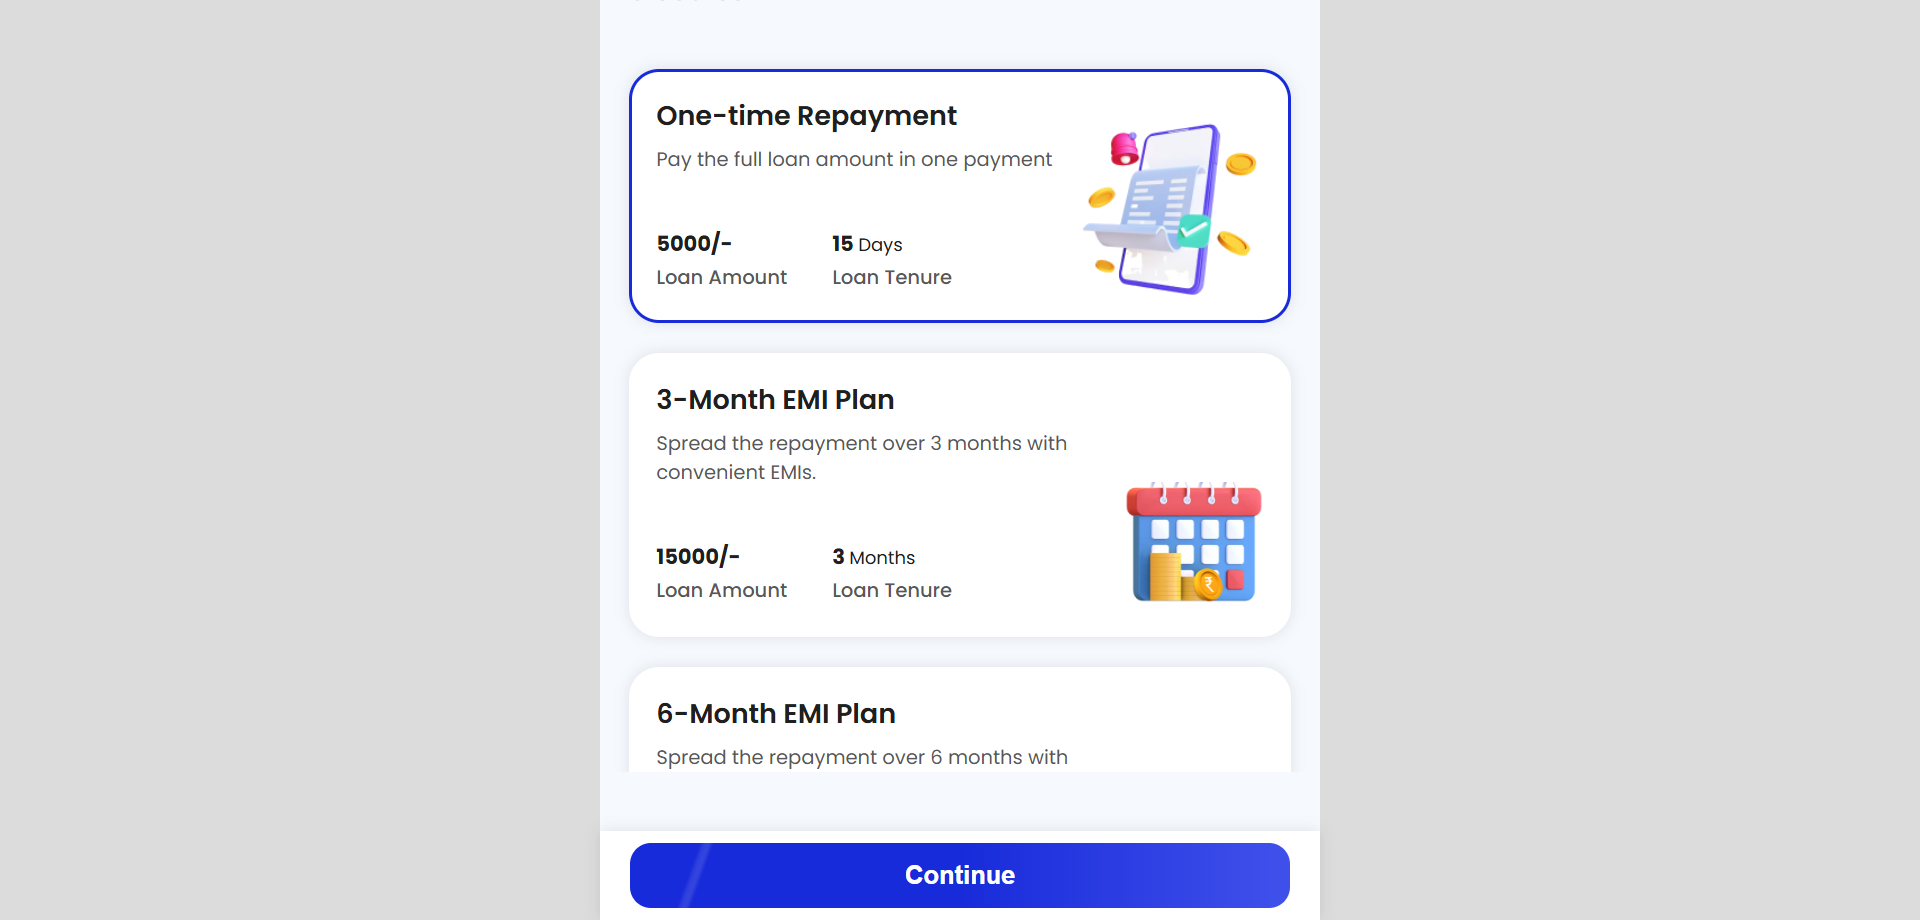 One-time Repayment
Pay the full loan amount in one payment
5000/- 15 Days
Loan Amount Loan Tenure
3-Month EMI Plan
Spread the repayment over 3 months with
convenient EMIs.
15000/- 3 Months
Loan Amount Loan Tenure
6-Month EMI Plan
Spread the repayment over 6 months with
Continue